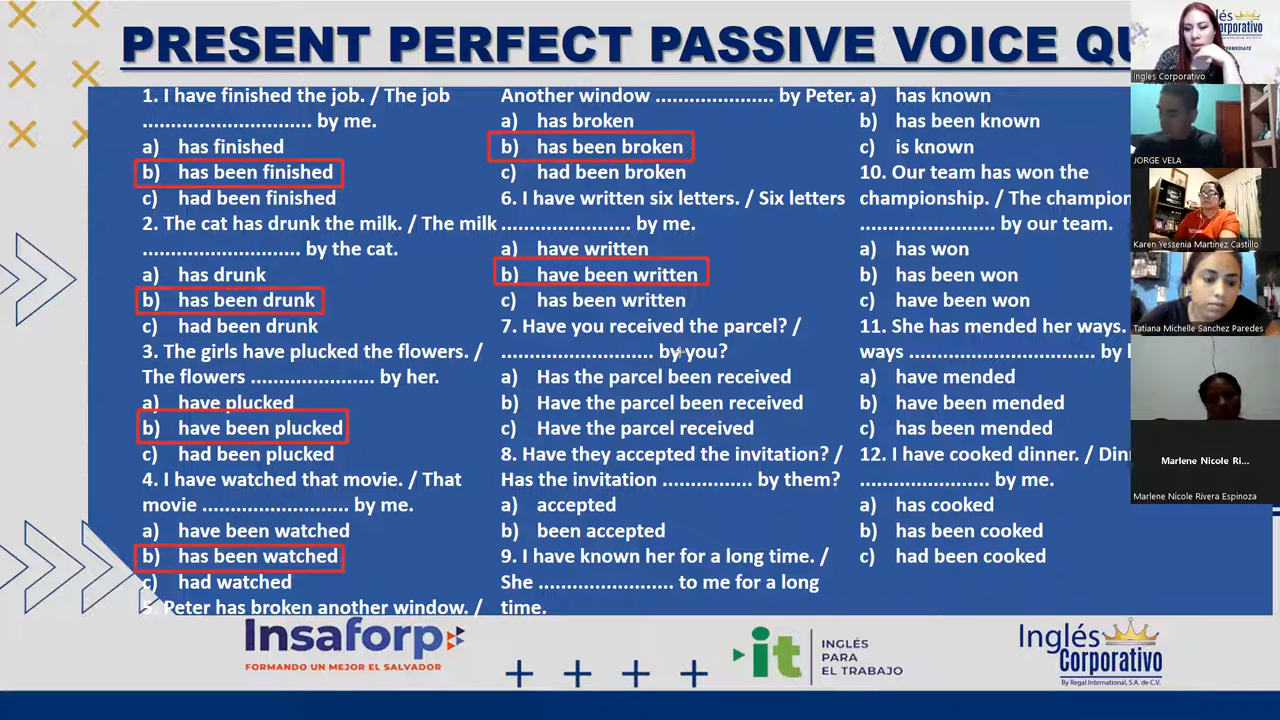 PRESENT PERFECT PASSIVE VOICE QU
1. I have finished the job. / The job
............................... by me.
a) has finished
b) has been finished
c) had been finished
2. The cat has drunk the milk. / The milk
............................. by the cat.
a) has drunk
b) has been drunk
c) had been drunk
3. The girls have plucked the flowers. /
The flowers ...................... by her.
a) have plucked
b) have been plucked
c) had been plucked
4. I have watched that movie. / That
movie ........................... by me.
a) have been watched
b) has been watched
c) had watched
5. Peter has broken another window. /
Another window ...................... by Peter.
a) has broken
b) has been broken
c) had been broken
6. I have written six letters. / Six letters
........................ by me.
a) have written
b) have been written
c) has been written
7. Have you received the parcel? /
............................ by you?
a) Has the parcel been received
b) Have the parcel been received
c) Have the parcel received
8. Have they accepted the invitation? /
Has the invitation ................ by them?
a) accepted
b) been accepted
9. I have known her for a long time. /
She ......................... to me for a long
time.
a) has known
b) has been known
c) is known
10. Our team has won the
championship. / The champion
......................... by our team.
a) has won
b) has been won
c) have been won
11. She has mended her ways.
ways .................................. by
a) have mended
b) have been mended
c) has been mended
12. I have cooked dinner. / Din
........................ by me.
a) has cooked
b) has been cooked
c) had been cooked
Insaforp
FORMANDO UN MEJOR EL SALVADOR
it
INGLÉS
PARA
EL TRABAJO
Inglés
Corporativo
By Regal International, S.A. de C.V.
glés
Corporativo
INTERMEDIATE
Ingles Corporativo
JORGE VELA
Karen Yessenia Martínez Castillo
Tatiana Michelle Sanchez Paredes
Marlene Nicole Ri...
Marlene Nicole Rivera Espinoza